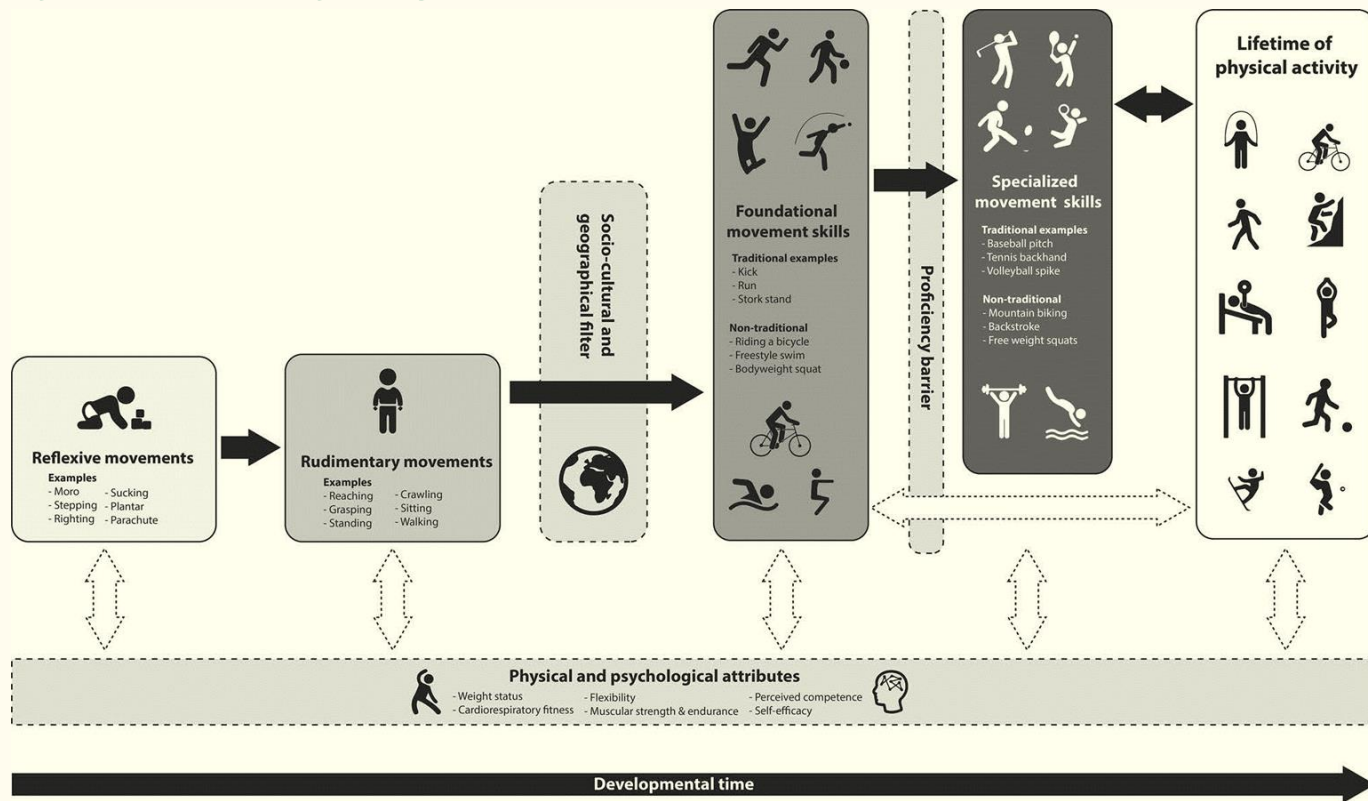 Lifetime of
physical activity
Specialized
movement skills
Traditional examples
- Baseball pitch
- Tennis backhand
- Volleyball spike
Non-traditional
- Mountain biking
- Backstroke
- Free weight squats
Proficiency barrier
Foundational
movement skills
Traditional examples
- Kick
- Run
- Stork stand
Non-traditional
- Riding a bicycle
- Freestyle swim
- Bodyweight squat
Socio-cultural and
geographical filter
Reflexive movements
Examples
- Moro - Sucking
- Stepping - Plantar
- Righting - Parachute
Rudimentary movements
Examples
- Reaching - Crawling
- Grasping - Sitting
- Standing - Walking
Physical and psychological attributes
- Weight status - Flexibility - Perceived competence
- Cardiorespiratory fitness - Muscular strength & endurance - Self-efficacy
Developmental time